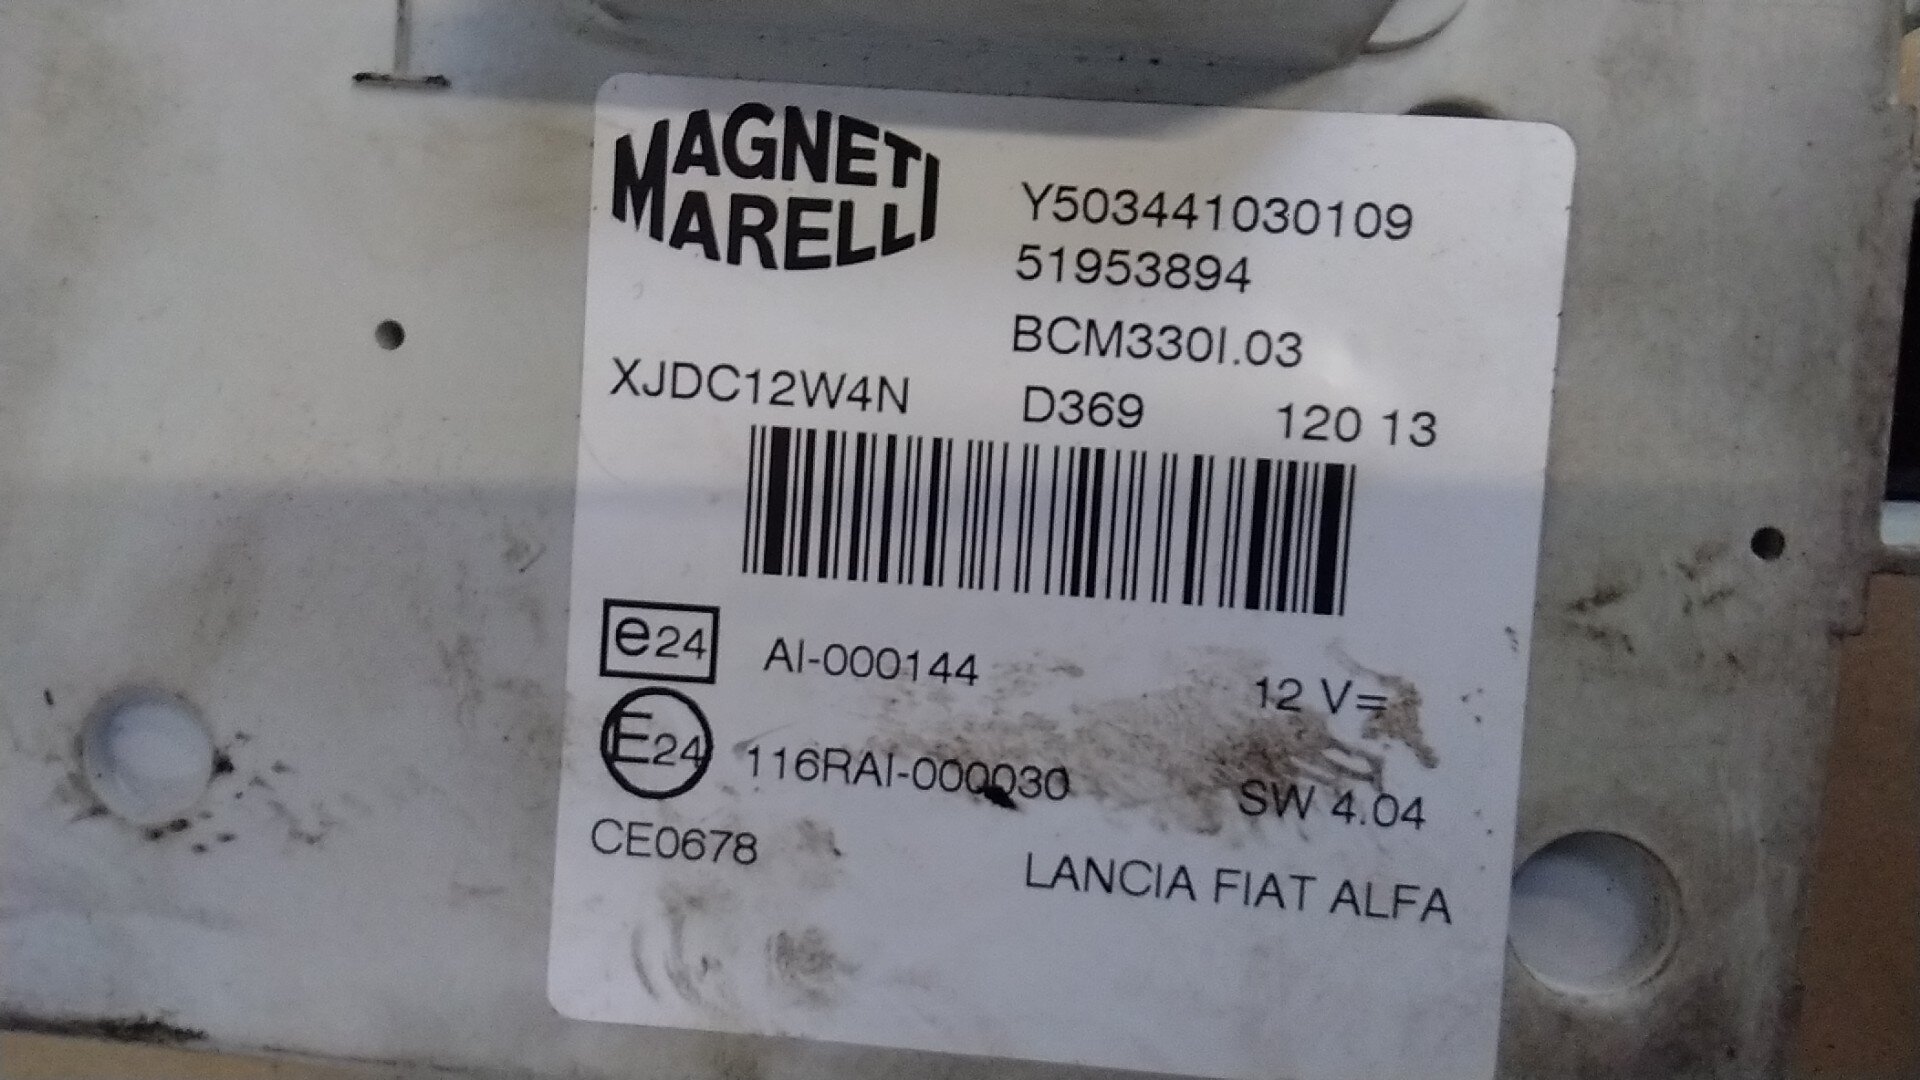 MAGNETI
MARELLI
Y503441030109
51953894
BCM330I.03
XJDC12W4N D369 120 13
e24 AI-000144 12 V=
E24 116RAI-000030 SW 4.04
CE0678 LANCIA FIAT ALFA